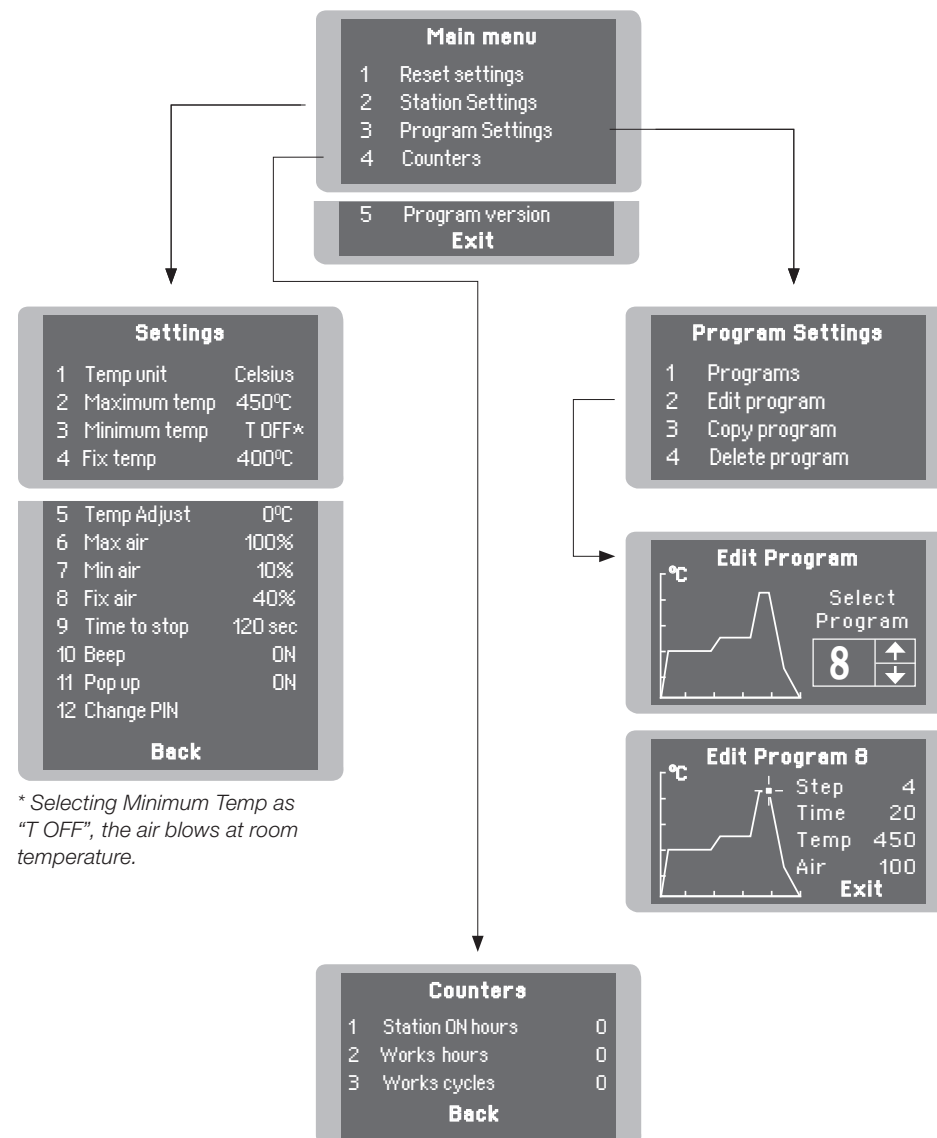 Main menu
1 Reset settings
2 Station Settings
3 Program Settings
4 Counters
5 Program version
Exit
Settings
1 Temp unit Celsius
2 Maximum temp 450ºC
3 Minimum temp T OFF*
4 Fix temp 400ºC
5 Temp Adjust 0ºC
6 Max air 100%
7 Min air 10%
8 Fix air 40%
9 Time to stop 120 sec
10 Beep ON
11 Pop up ON
12 Change PIN
Back
* Selecting Minimum Temp as
“T OFF”, the air blows at room
temperature.
Program Settings
1 Programs
2 Edit program
3 Copy program
4 Delete program
Edit Program
ºC
Select
Program
8
Edit Program 8
ºC
Step 4
Time 20
Temp 450
Air 100
Exit
Counters
1 Station ON hours 0
2 Works hours 0
3 Works cycles 0
Back